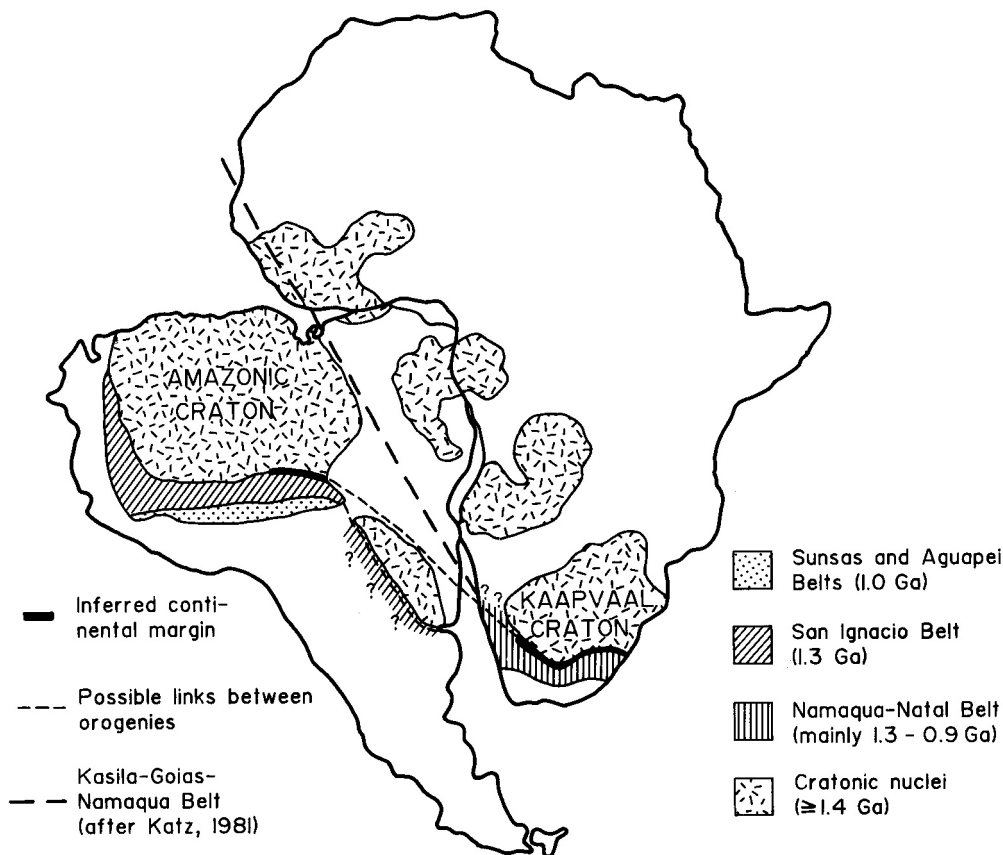 AMAZONIC
CRATON
KAAPVAAL
CRATON
? ?
?
?
?
?
Inferred conti-
nental margin
Possible links between
orogenies
Kasila-Goias-
Namaqua Belt
(after Katz, 1981)
Sunsas and Aguapei
Belts (1.0 Ga)
San Ignacio Belt
(1.3 Ga)
Namaqua-Natal Belt
(mainly 1.3 - 0.9 Ga)
Cratonic nuclei
(≧1.4 Ga)